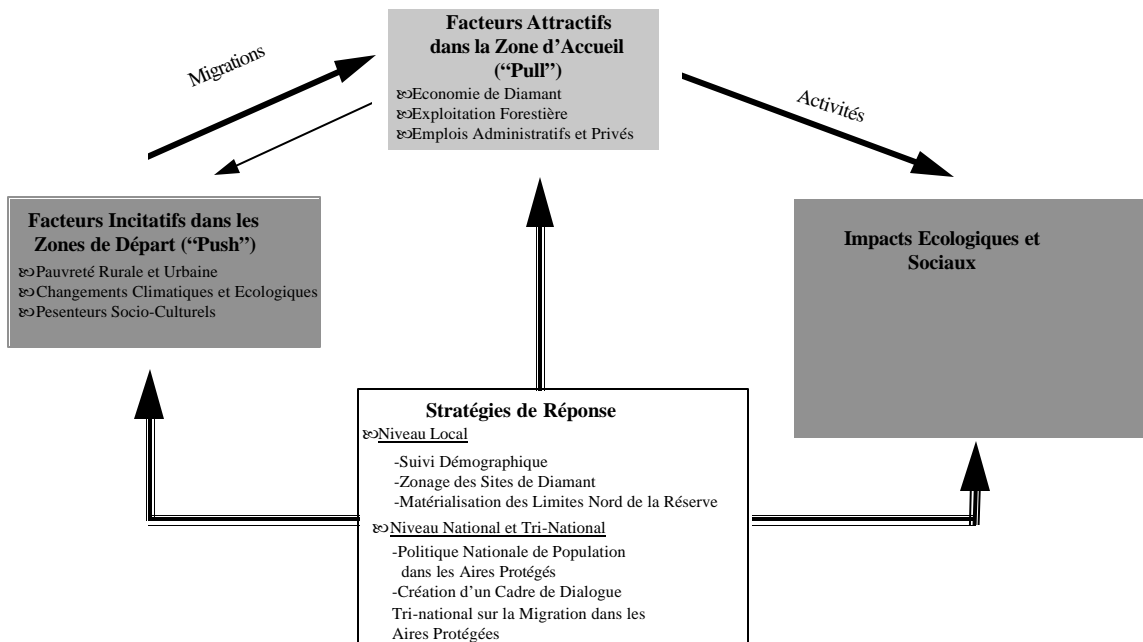 Facteurs Attractifs
dans la Zone d’Accueil
(“Pull”)
Economie de Diamant
Exploitation Forestière
Emplois Administratifs et Privés
Migrations
Activités
Facteurs Incitatifs dans les
Zones de Départ (“Push”)
Pauvreté Rurale et Urbaine
Changements Climatiques et Ecologiques
Pesenteurs Socio-Culturels
Impacts Ecologiques et
Sociaux
Stratégies de Réponse
Niveau Local
-Suivi Démographique
-Zonage des Sites de Diamant
-Matérialisation des Limites Nord de la Réserve
Niveau National et Tri-National
-Politique Nationale de Population
dans les Aires Protégés
-Création d’un Cadre de Dialogue
Tri-national sur la Migration dans les
Aires Protégées